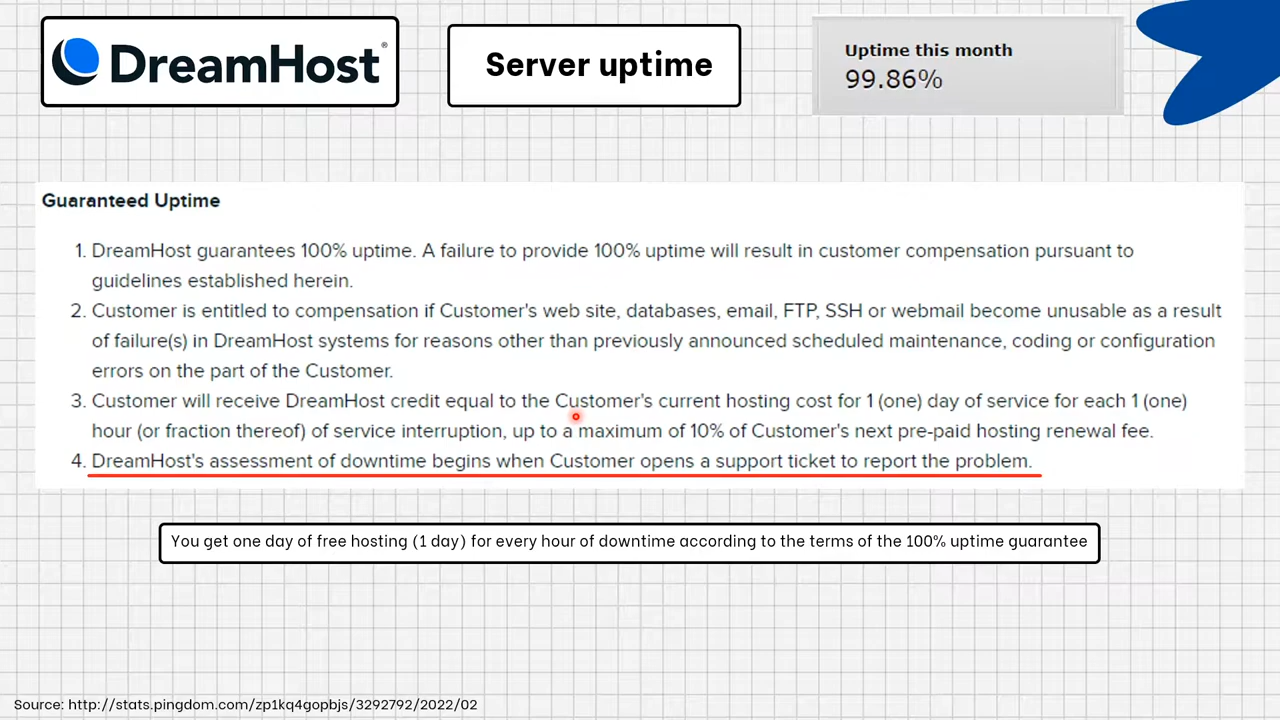 DreamHost®
Server uptime
Uptime this month
99.86%
Guaranteed Uptime
1. DreamHost guarantees 100% uptime. A failure to provide 100% uptime will result in customer compensation pursuant to
guidelines established herein.
2. Customer is entitled to compensation if Customer's web site, databases, email, FTP, SSH or webmail become unusable as a result
of failure(s) in DreamHost systems for reasons other than previously announced scheduled maintenance, coding or configuration
errors on the part of the Customer.
3. Customer will receive DreamHost credit equal to the Customer's current hosting cost for 1 (one) day of service for each 1 (one)
hour (or fraction thereof) of service interruption, up to a maximum of 10% of Customer's next pre-paid hosting renewal fee.
4. DreamHost's assessment of downtime begins when Customer opens a support ticket to report the problem.
You get one day of free hosting (1 day) for every hour of downtime according to the terms of the 100% uptime guarantee
Source: http://stats.pingdom.com/zp1kq4gopbjs/3292792/2022/02